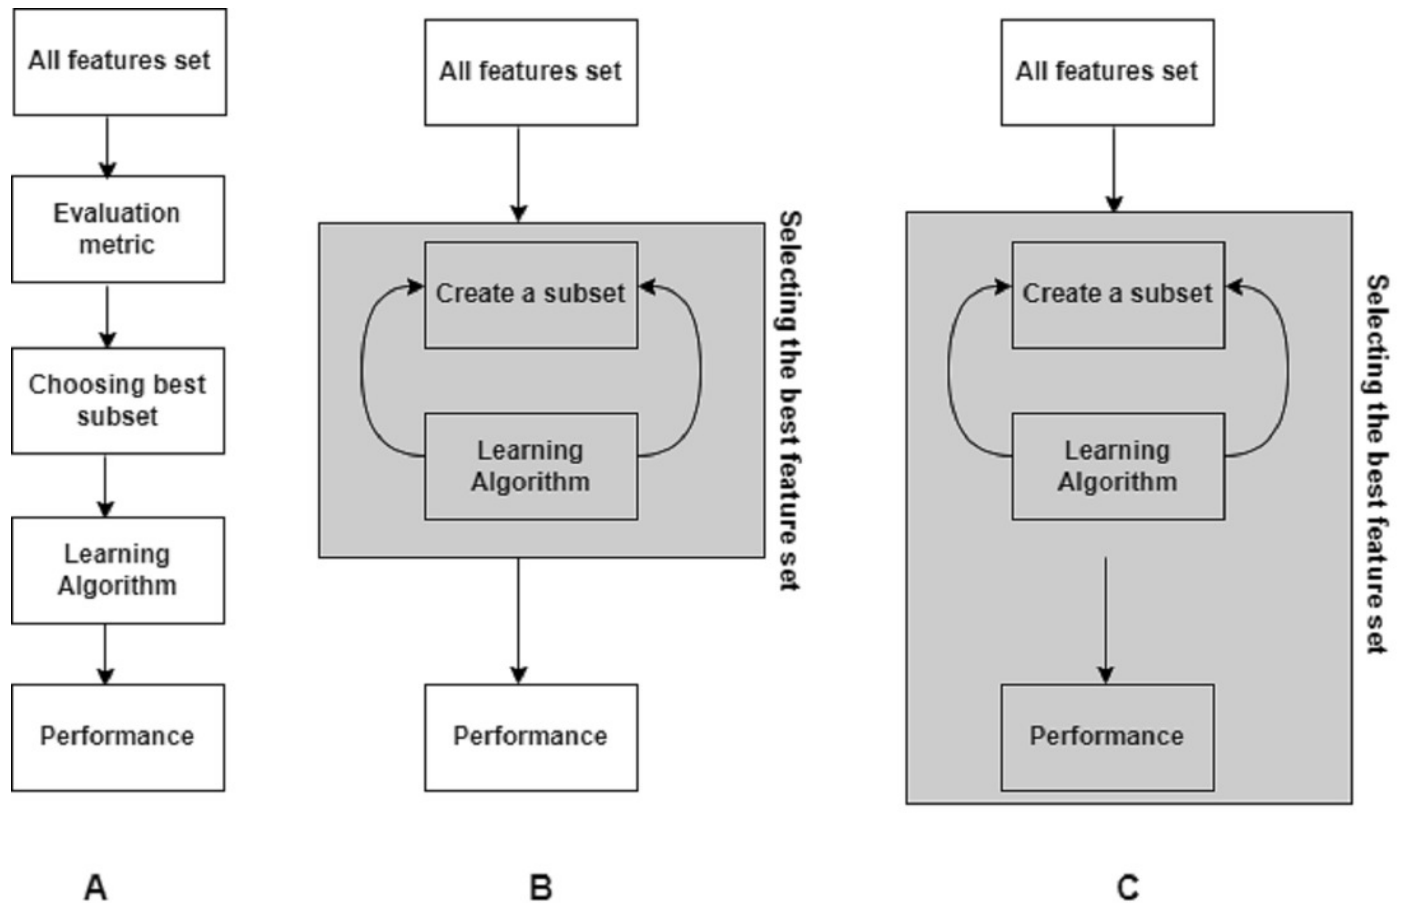 All features set
Evaluation
metric
Choosing best
subset
Learning
Algorithm
Performance
A
All features set
Create a subset
Learning
Algorithm
Selecting the best feature set
Performance
B
All features set
Create a subset
Learning
Algorithm
Performance
Selecting the best feature set
C